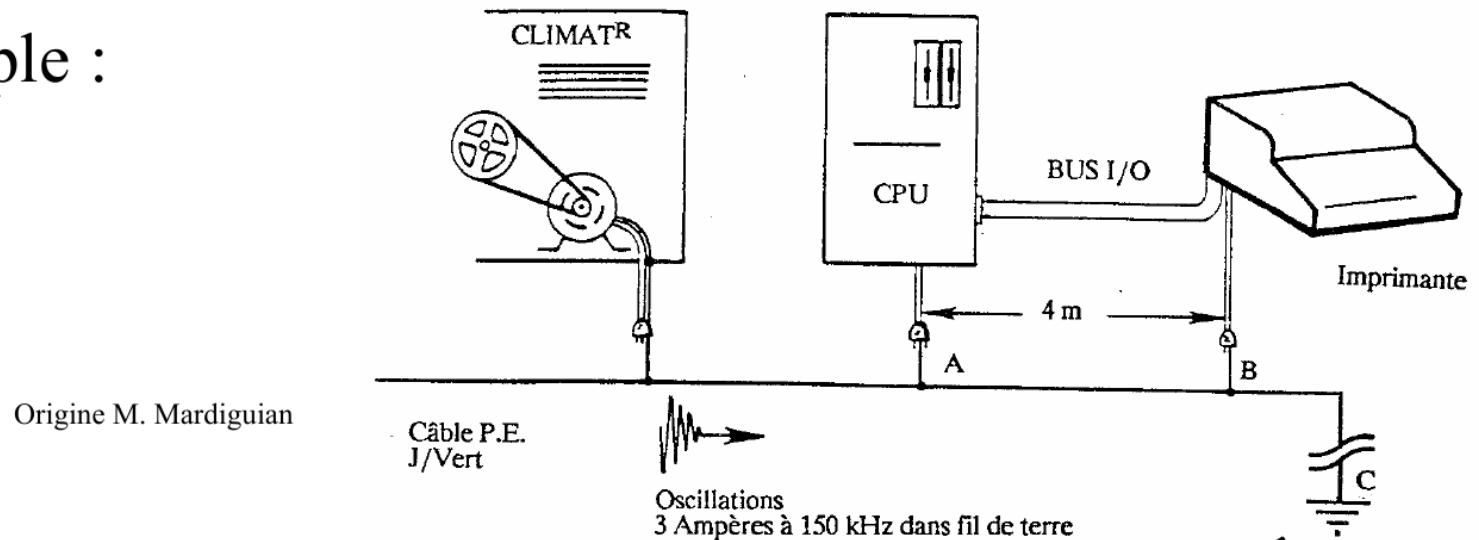 ple :
CLIMATR
CPU
BUS I/O
Imprimante
4 m
A
B
Origine M. Mardiguian
Câble P.E.
J/Vert
C
Oscillations
3 Ampères à 150 kHz dans fil de terre